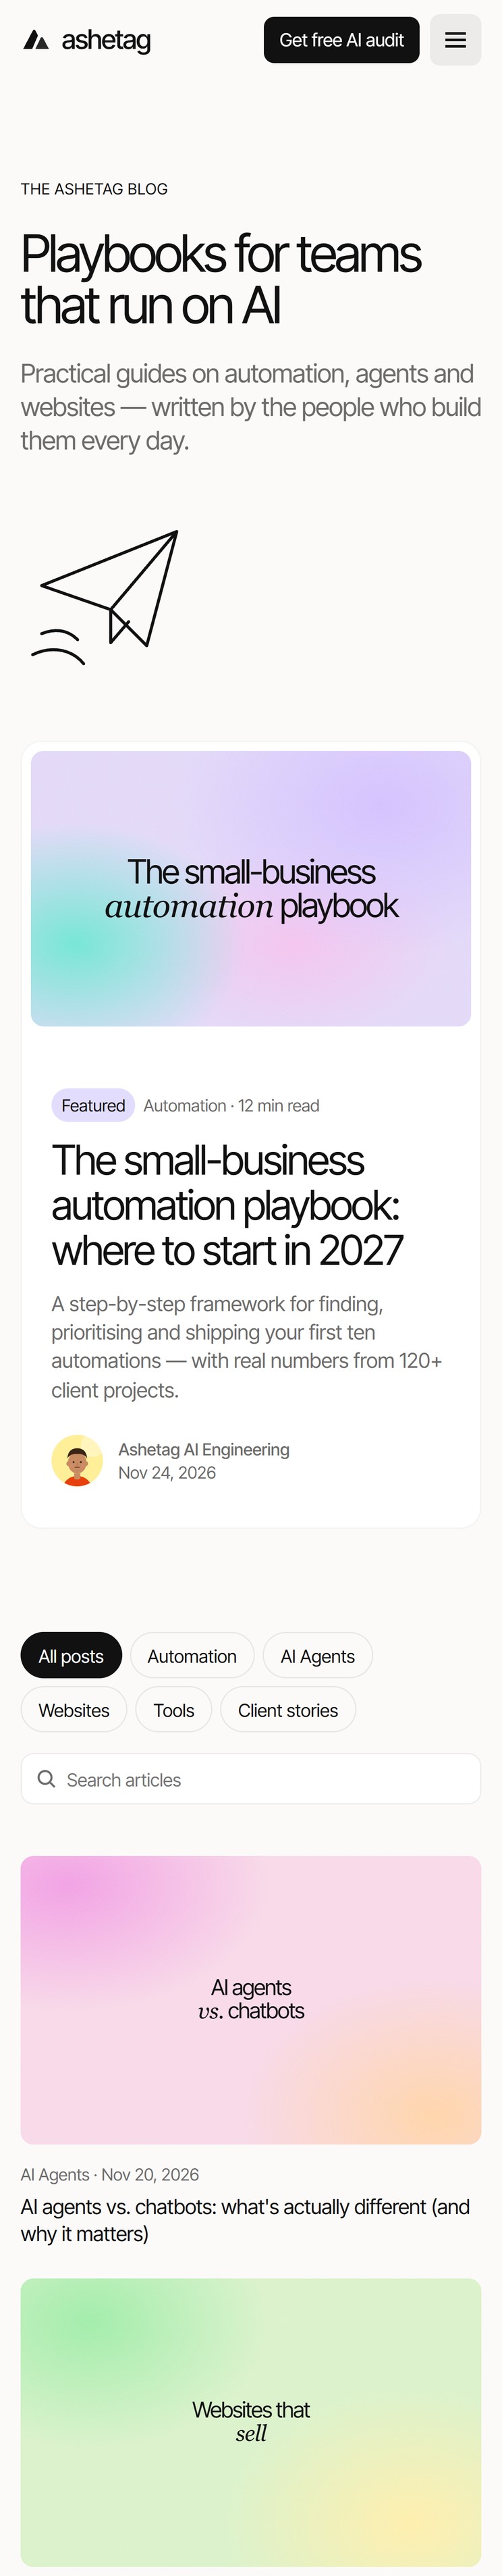 ashetag
Get free AI audit
THE ASHETAG BLOG
Playbooks for teams
that run on AI
Practical guides on automation, agents and
websites — written by the people who build
them every day.
The small-business
automation playbook
Featured
Automation · 12 min read
The small-business
automation playbook:
where to start in 2027
A step-by-step framework for finding,
prioritising and shipping your first ten
automations — with real numbers from 120+
client projects.
Ashetag AI Engineering
Nov 24, 2026
All posts
Automation
AI Agents
Websites
Tools
Client stories
Search articles
AI agents
vs. chatbots
AI Agents · Nov 20, 2026
AI agents vs. chatbots: what's actually different (and
why it matters)
Websites that
sell